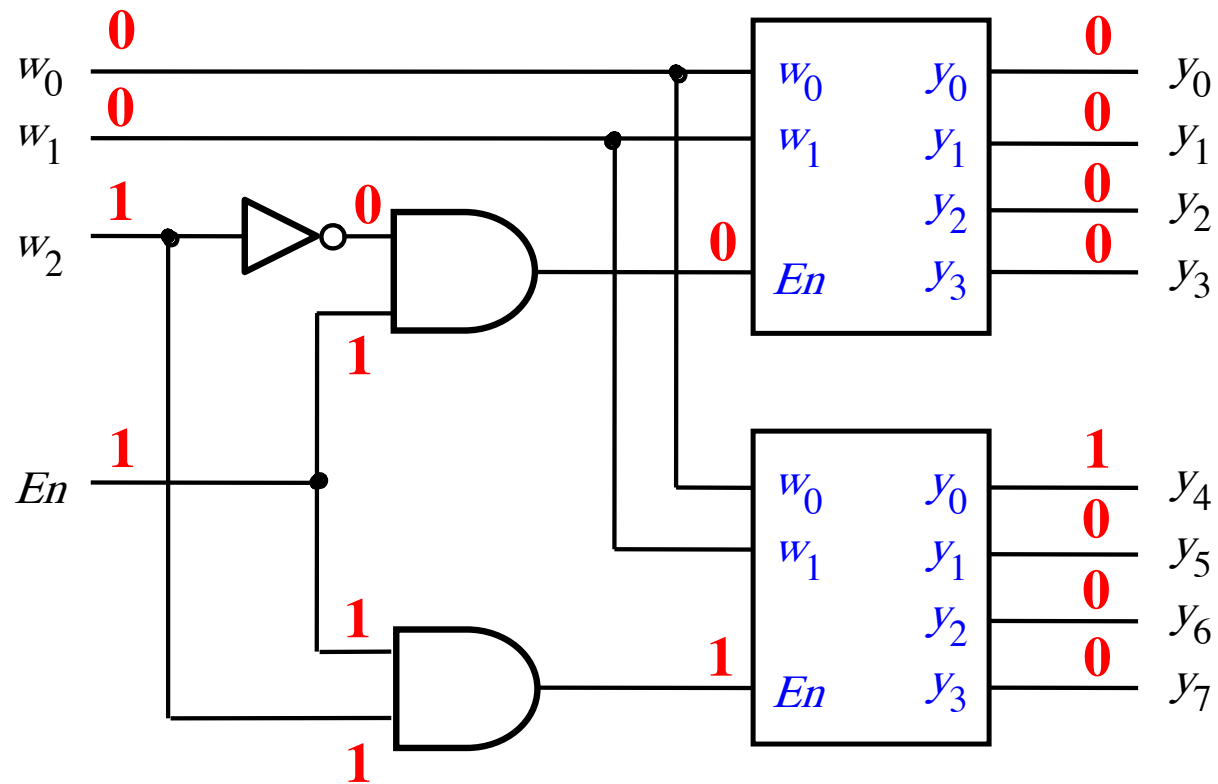 0 0
w0 w0 y0 y0
0 0
w1 w1 y1 y1
1 0 0
w2 y2 y2
0 0
En y3 y3
1
1 1
En w0 y0 y4
0
w1 y1 y5
1 0
y2 y6
1 0
En y3 y7
1